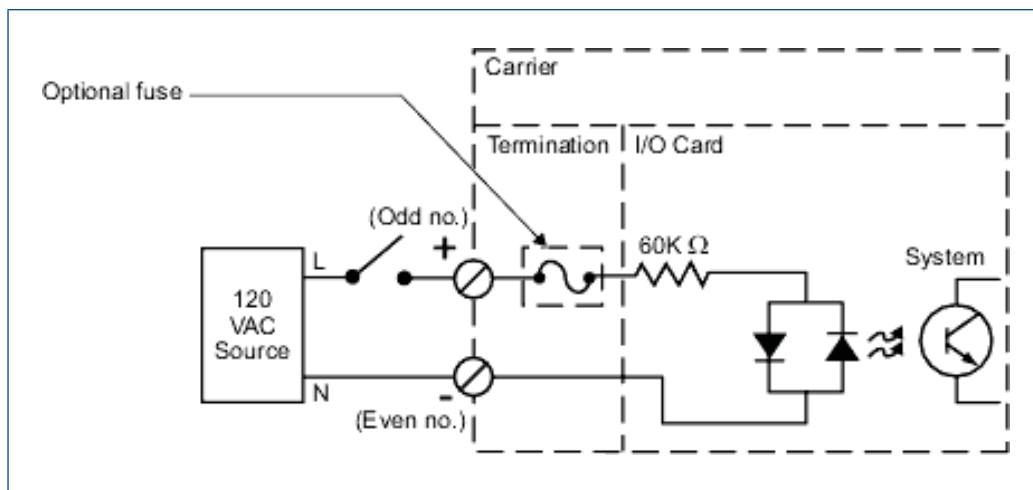 Carrier
Optional fuse
Termination
I/O Card
(Odd no.)
+
60K Ω
System
L
120
VAC
Source
N
-
(Even no.)